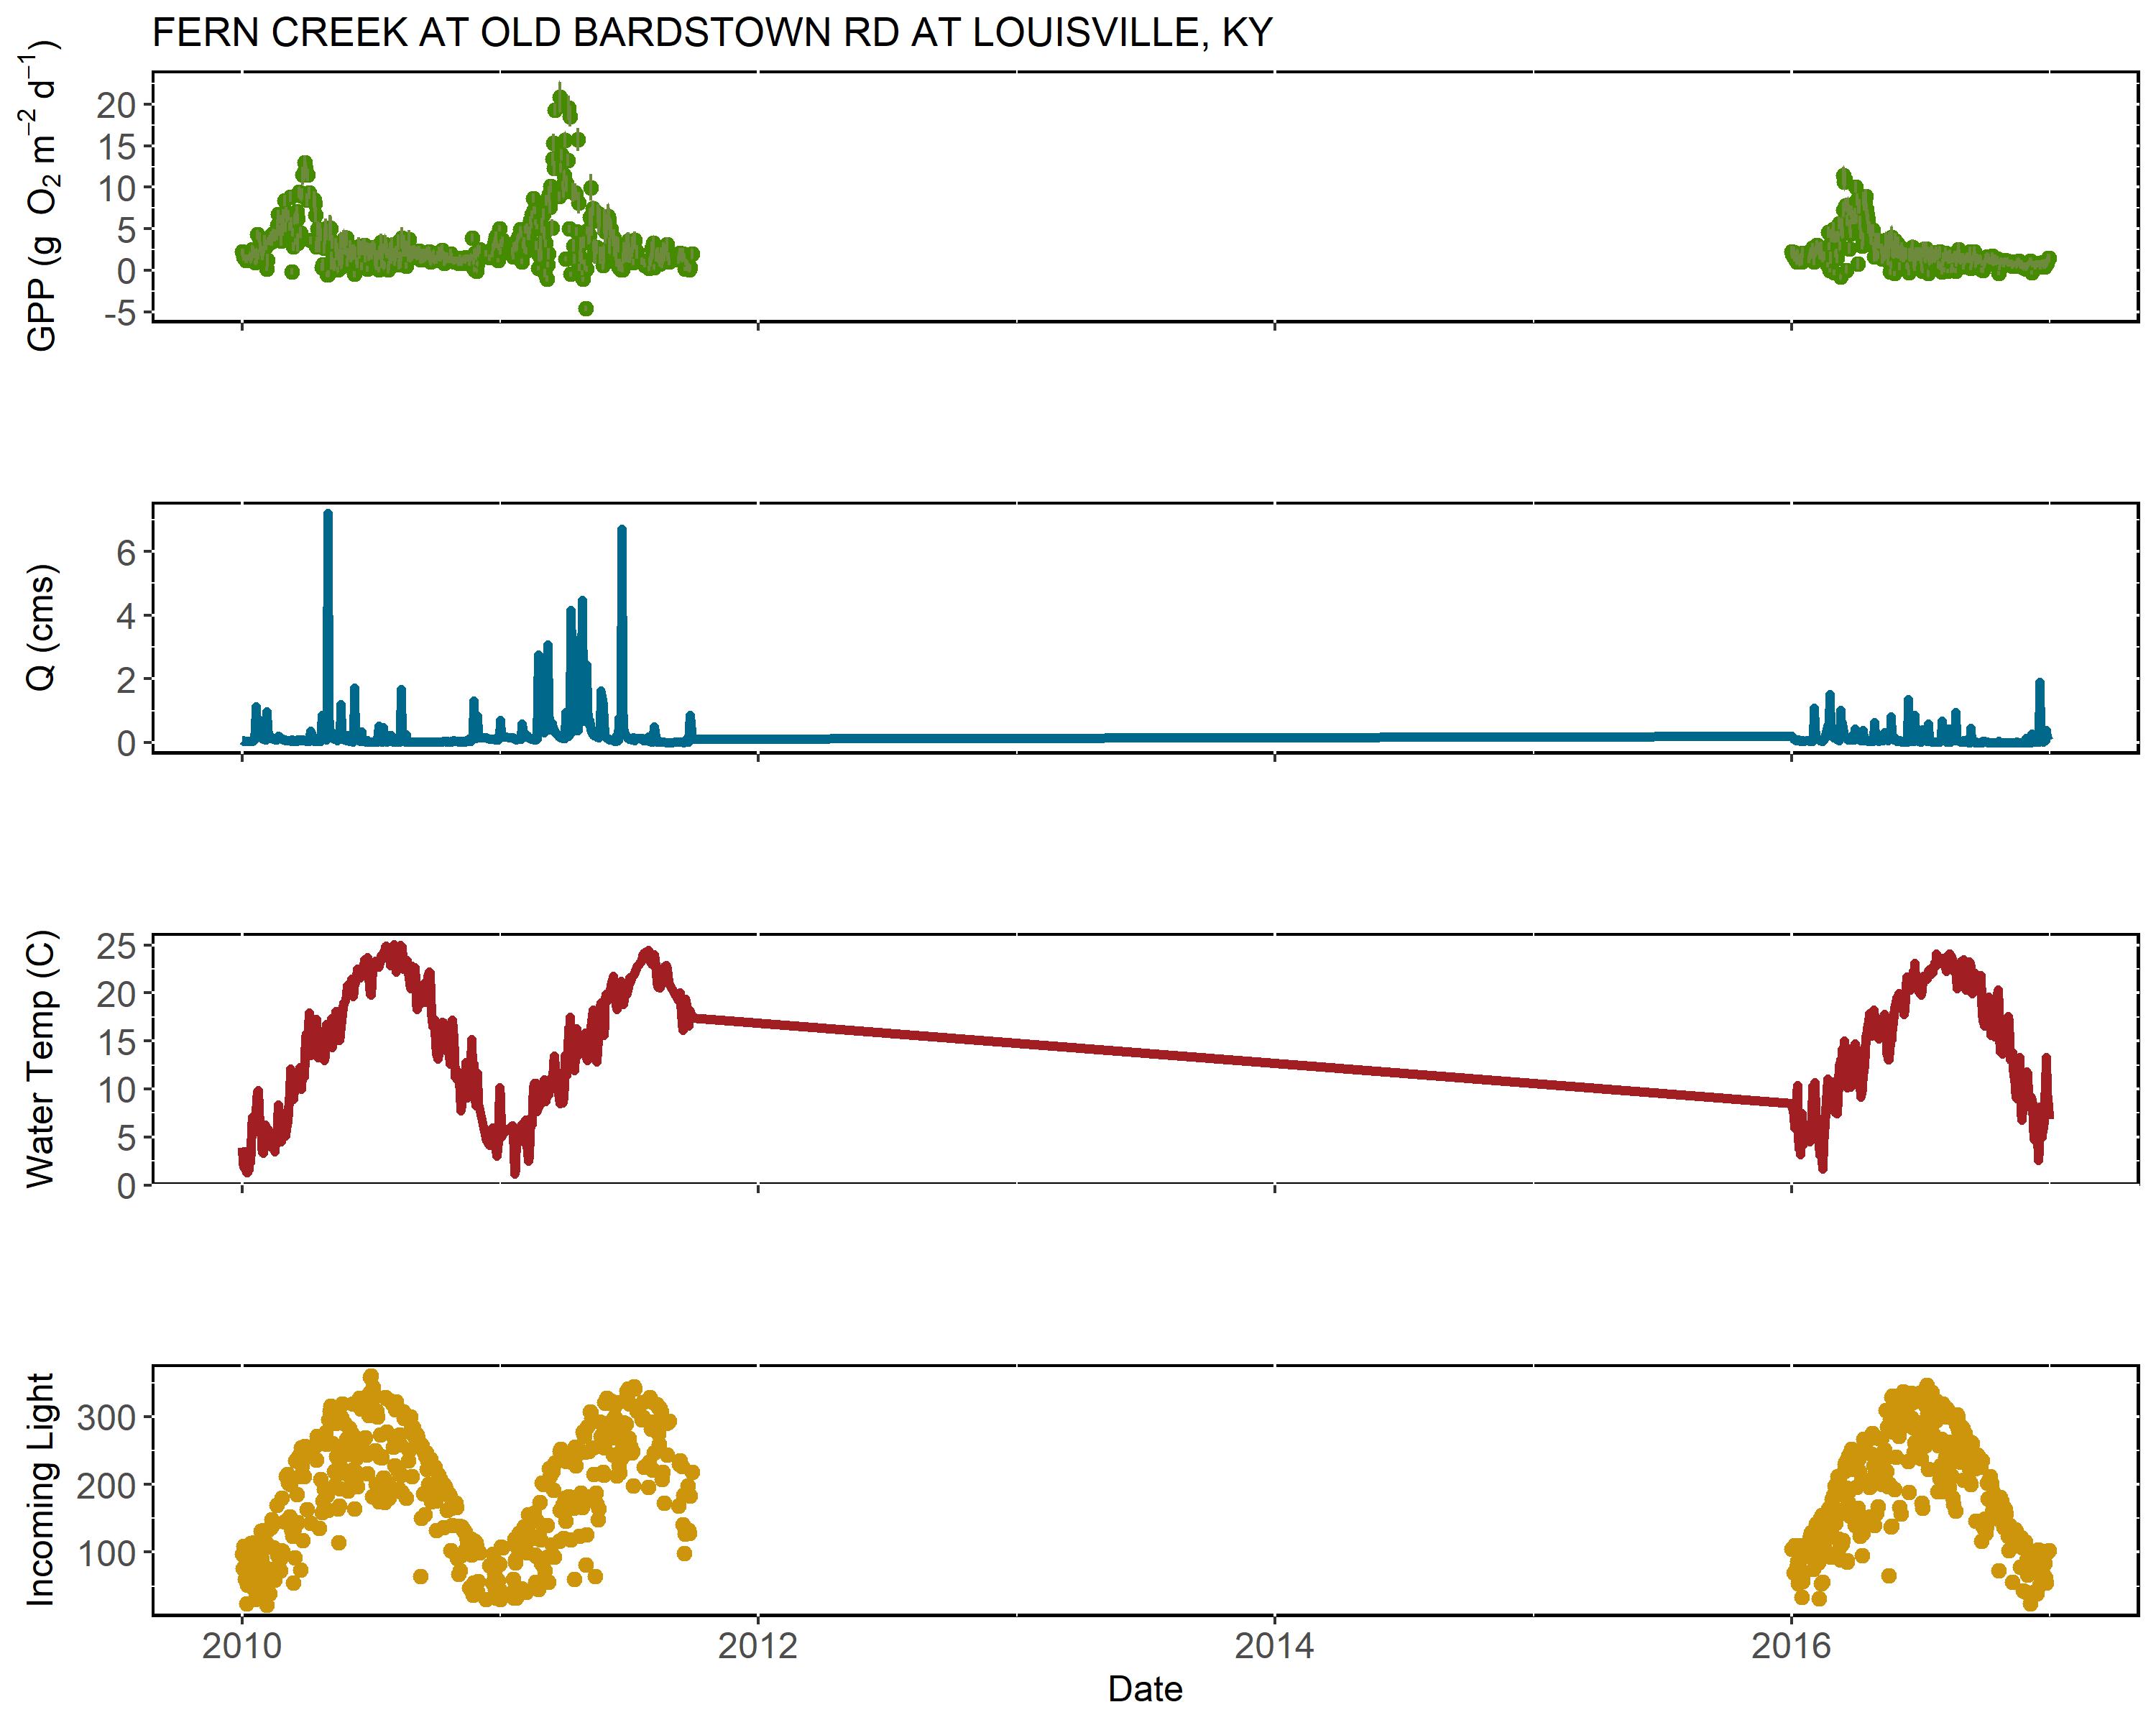 FERN CREEK AT OLD BARDSTOWN RD AT LOUISVILLE, KY
GPP (g O₂ m⁻² d⁻¹)
20
15
10
5
0
-5
Q (cms)
6
4
2
0
Water Temp (C)
25
20
15
10
5
0
Incoming Light
300
200
100
2010 2012 2014 2016
Date